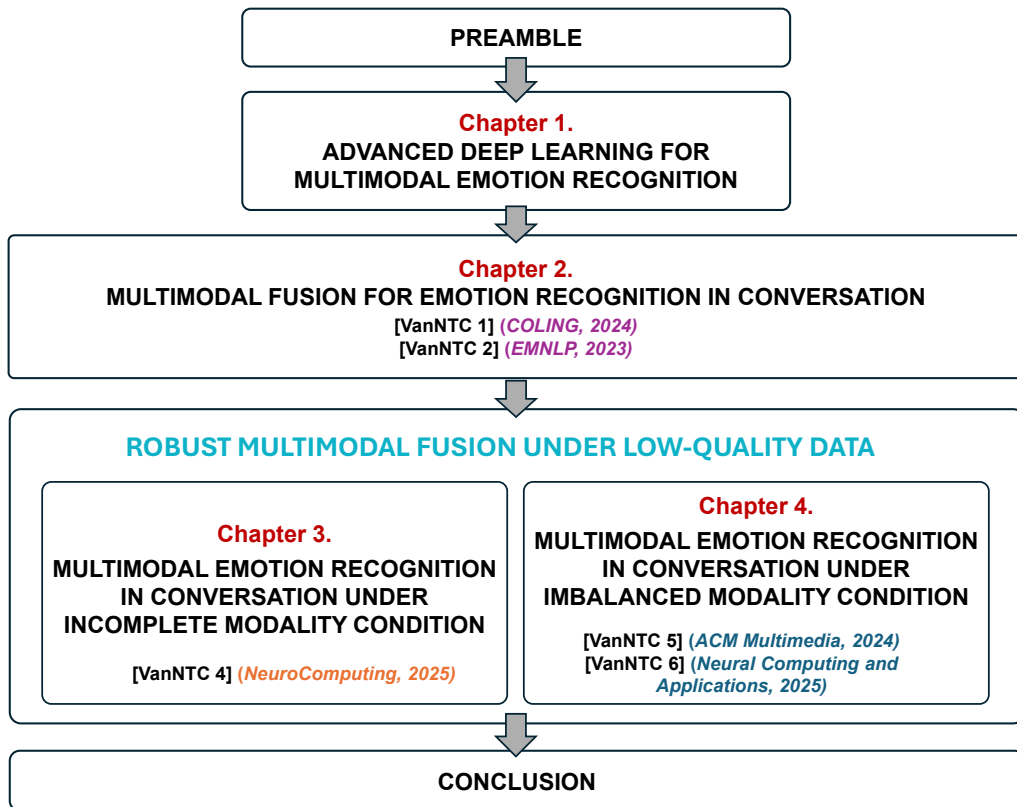 PREAMBLE
Chapter 1.
ADVANCED DEEP LEARNING FOR
MULTIMODAL EMOTION RECOGNITION
Chapter 2.
MULTIMODAL FUSION FOR EMOTION RECOGNITION IN CONVERSATION
[VanNTC 1] (COLING, 2024)
[VanNTC 2] (EMNLP, 2023)
ROBUST MULTIMODAL FUSION UNDER LOW-QUALITY DATA
Chapter 3.
MULTIMODAL EMOTION RECOGNITION
IN CONVERSATION UNDER
INCOMPLETE MODALITY CONDITION
[VanNTC 4] (NeuroComputing, 2025)
Chapter 4.
MULTIMODAL EMOTION RECOGNITION
IN CONVERSATION UNDER
IMBALANCED MODALITY CONDITION
[VanNTC 5] (ACM Multimedia, 2024)
[VanNTC 6] (Neural Computing and
Applications, 2025)
CONCLUSION